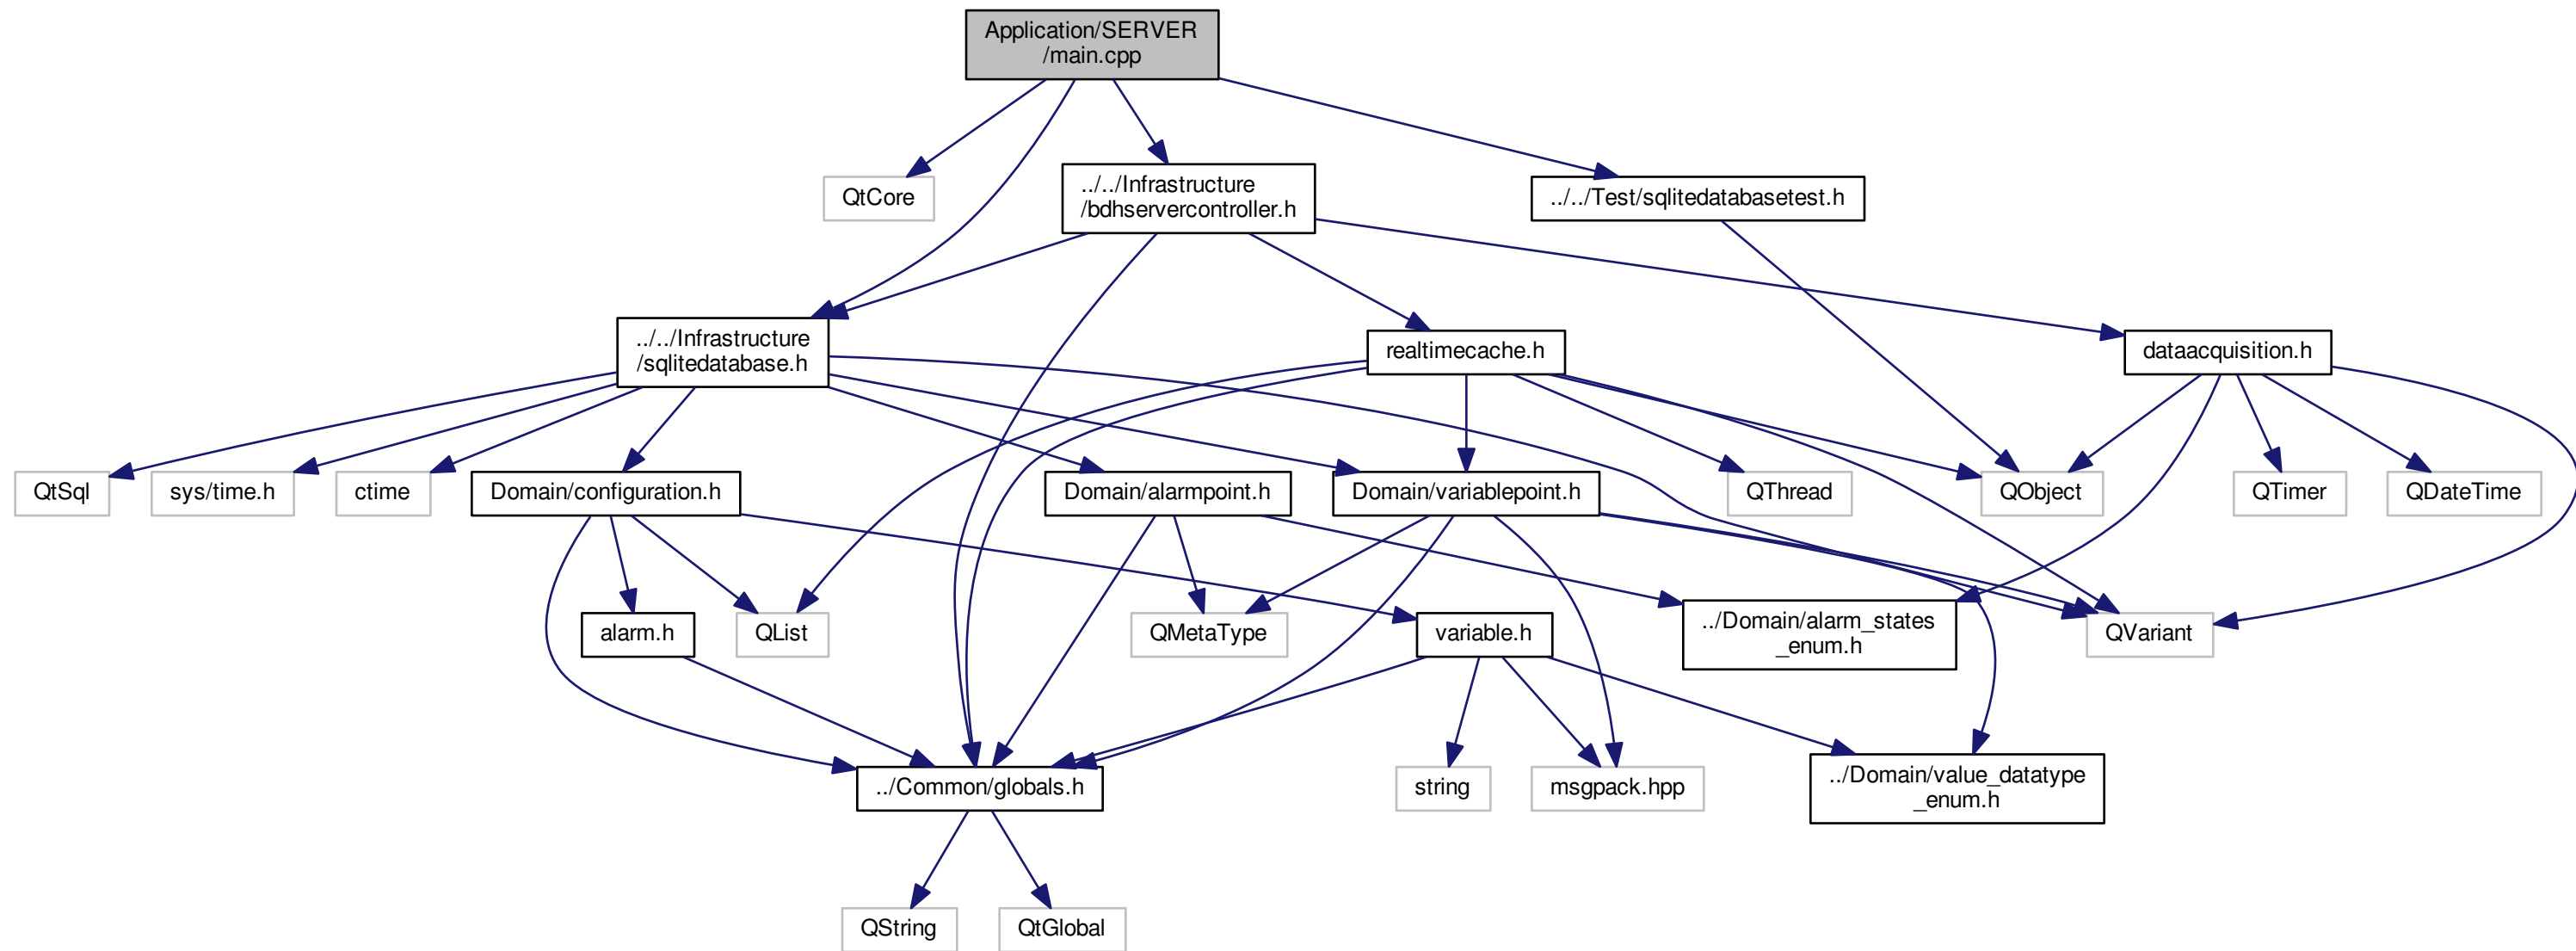 Application/SERVER
/main.cpp
QtCore
../../Infrastructure
/bdhservercontroller.h
../../Test/sqlitedatabasetest.h
../../Infrastructure
/sqlitedatabase.h
realtimecache.h
dataacquisition.h
QtSql
sys/time.h
ctime
Domain/configuration.h
Domain/alarmpoint.h
Domain/variablepoint.h
QThread
QObject
QTimer
QDateTime
alarm.h
QList
QMetaType
variable.h
../Domain/alarm_states
_enum.h
QVariant
../Common/globals.h
string
msgpack.hpp
../Domain/value_datatype
_enum.h
QString
QtGlobal